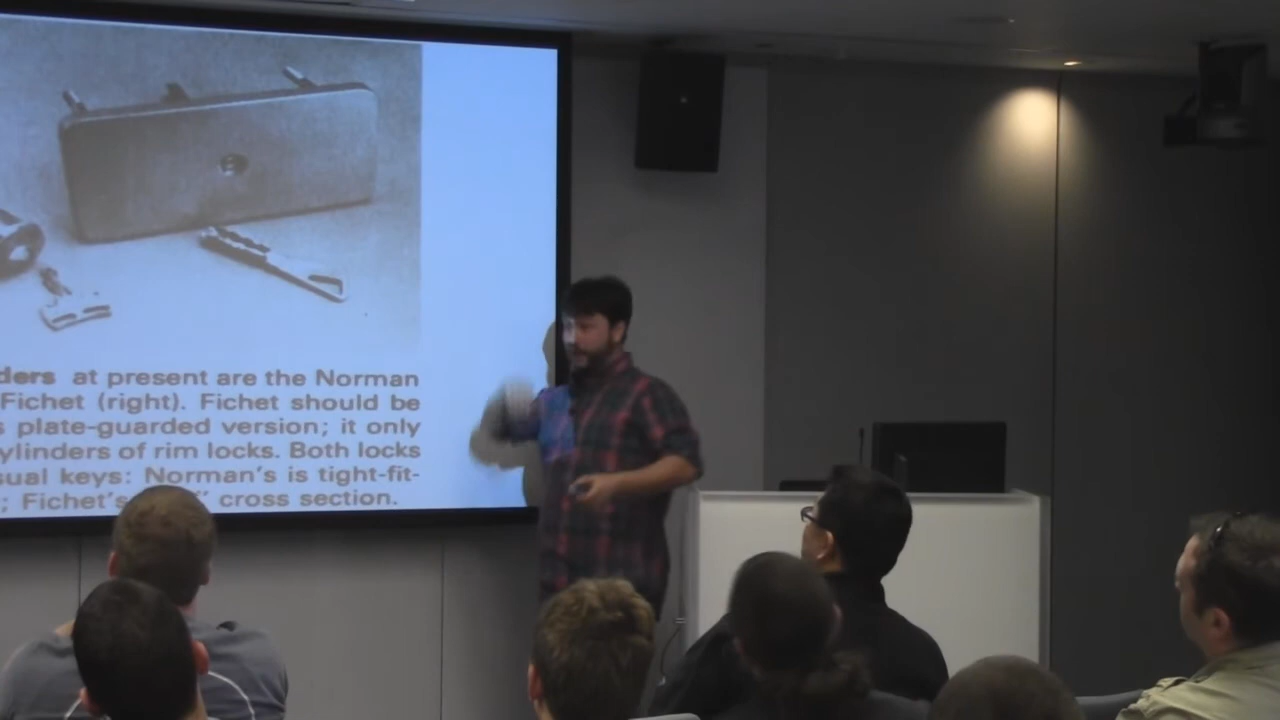 ders at present are the Norman
Fichet (right). Fichet should be
s plate-guarded version; it only
ylinders of rim locks. Both locks
sual keys: Norman's is tight-fit-
; Fichet's " cross section.